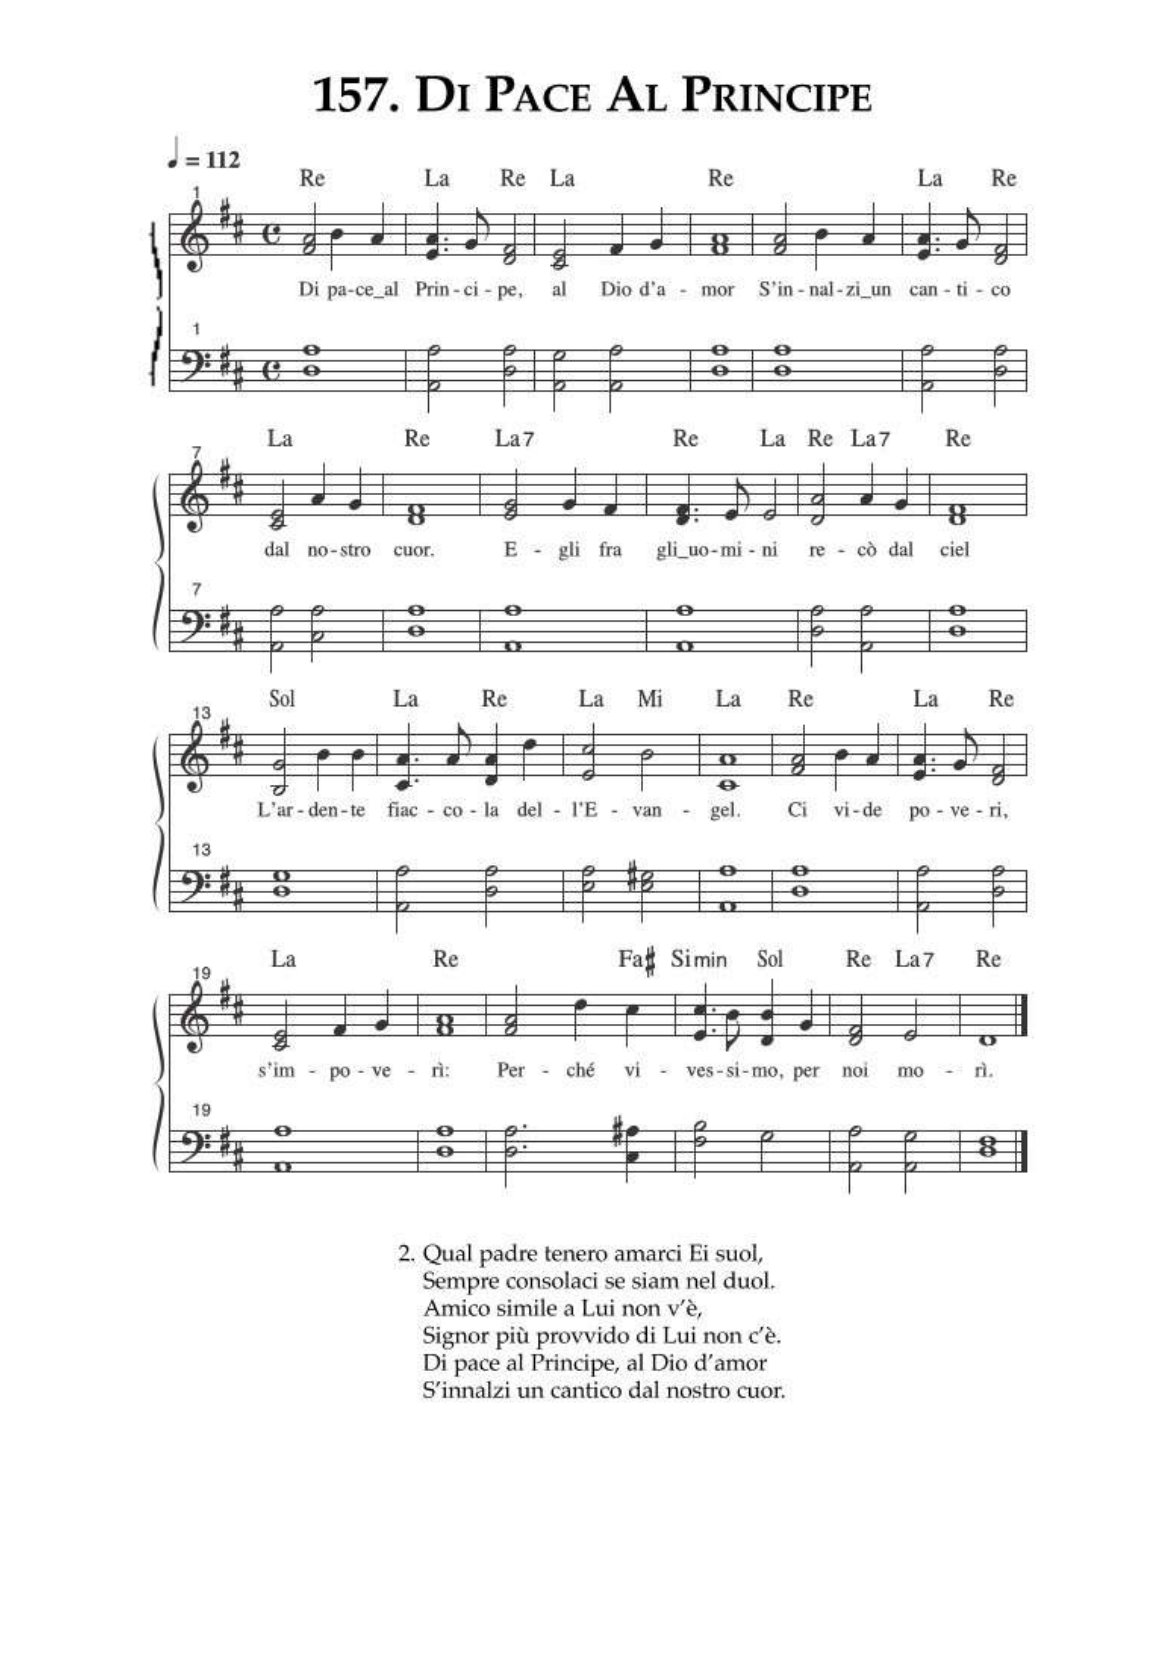 157. Di Pace Al Principe
♩ = 112
Re La Re La Re La Re
1
Di pa-ce_al Prin-ci-pe, al Dio d'a-mor S'in-nal-zi_un can-ti-co
1
La Re La7 Re La Re La7 Re
7
dal no-stro cuor. E-gli fra gli_uo-mi-ni re-cò dal ciel
7
Sol La Re La Mi La Re La Re
13
L'ar-den-te fiac-co-la del-l'E-van-gel. Ci vi-de po-ve-ri,
13
La Re Fa♯ Simin Sol Re La7 Re
19
s'im-po-ve-rì: Per-ché vi-ves-si-mo, per noi mo-rì.
19
2. Qual padre tenero amarci Ei suol,
Sempre consolaci se siam nel duol.
Amico simile a Lui non v'è,
Signor più provvido di Lui non c'è.
Di pace al Principe, al Dio d'amor
S'innalzi un cantico dal nostro cuor.